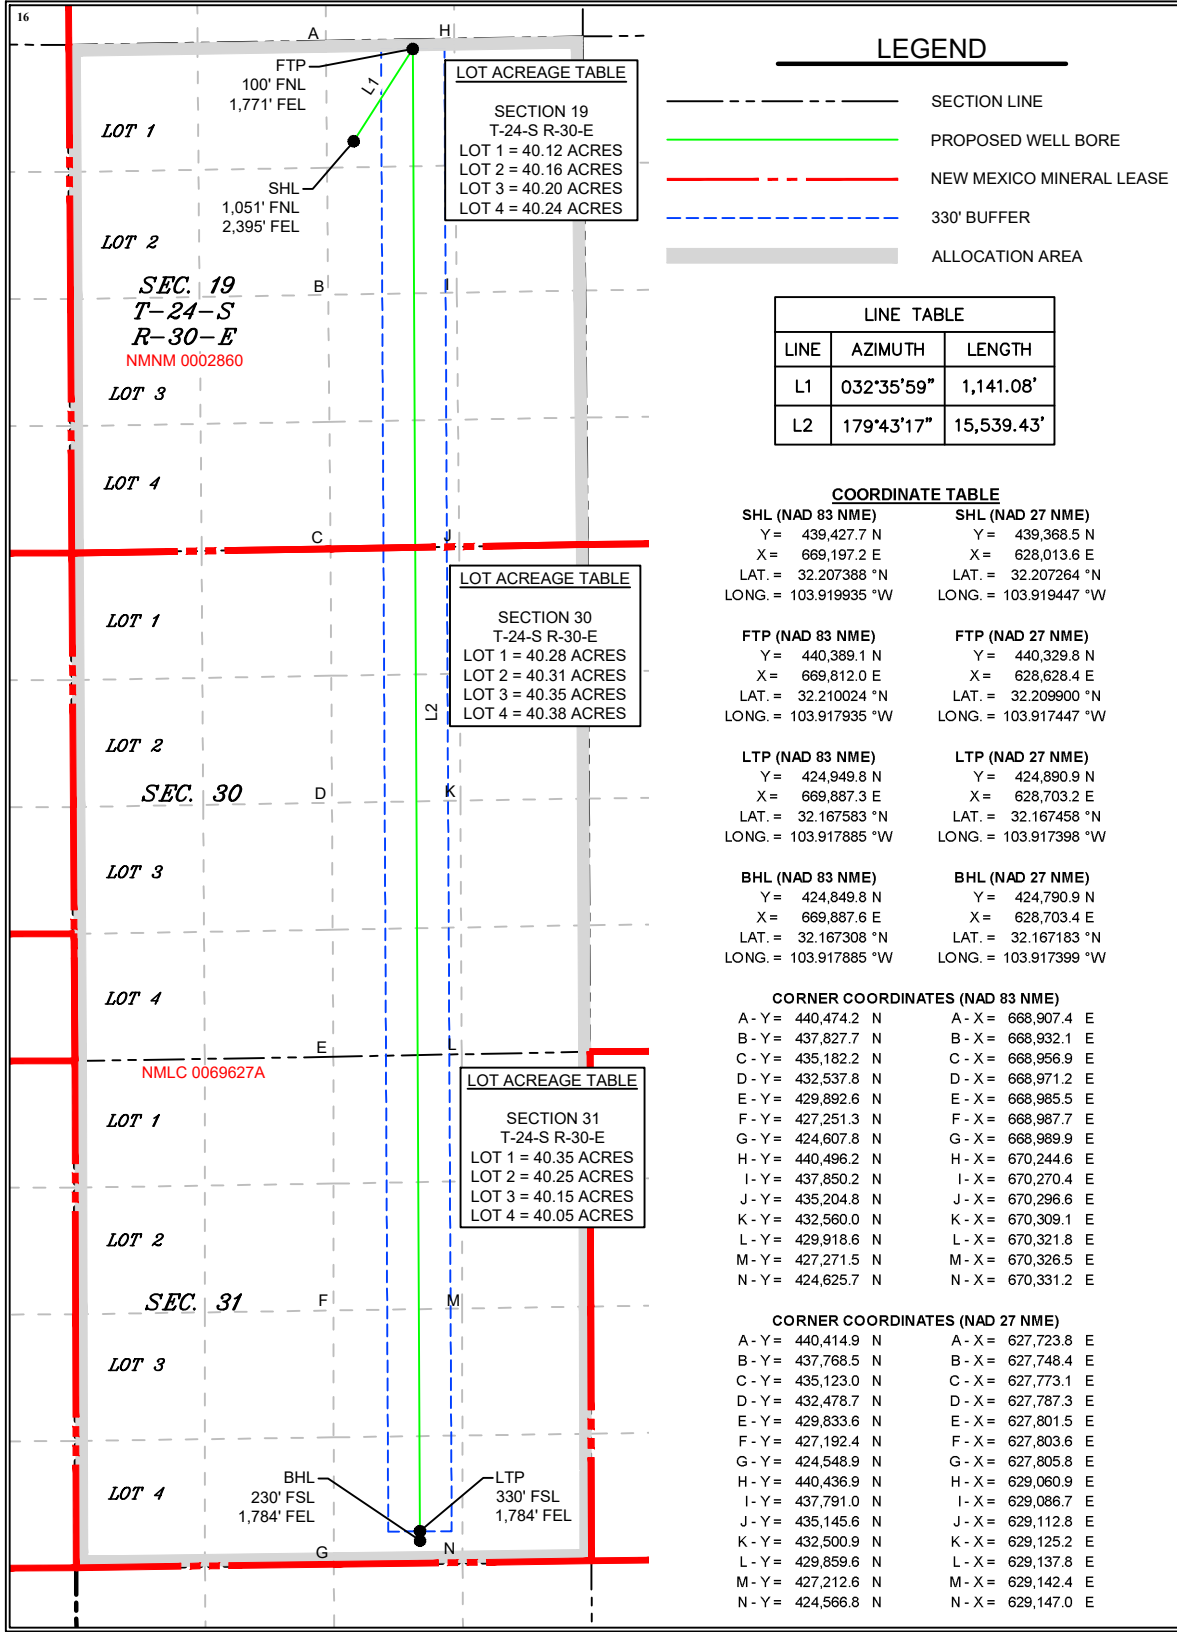 16
A
H
FTP
100' FNL
1,771' FEL
L1
LOT 1
SHL
1,051' FNL
2,395' FEL
LOT 2
LOT ACREAGE TABLE
SECTION 19
T-24-S R-30-E
LOT 1 = 40.12 ACRES
LOT 2 = 40.16 ACRES
LOT 3 = 40.20 ACRES
LOT 4 = 40.24 ACRES
SEC. 19
T-24-S
R-30-E
NMNM 0002860
B
I
LOT 3
LOT 4
C
J
LOT ACREAGE TABLE
SECTION 30
T-24-S R-30-E
LOT 1 = 40.28 ACRES
LOT 2 = 40.31 ACRES
LOT 3 = 40.35 ACRES
LOT 4 = 40.38 ACRES
LOT 1
L2
LOT 2
SEC. 30
D
K
LOT 3
LOT 4
E
L
NMLC 0069627A
LOT ACREAGE TABLE
SECTION 31
T-24-S R-30-E
LOT 1 = 40.35 ACRES
LOT 2 = 40.25 ACRES
LOT 3 = 40.15 ACRES
LOT 4 = 40.05 ACRES
LOT 1
LOT 2
SEC. 31
F
M
LOT 3
LOT 4
BHL
230' FSL
1,784' FEL
LTP
330' FSL
1,784' FEL
G
N
LEGEND
SECTION LINE
PROPOSED WELL BORE
NEW MEXICO MINERAL LEASE
330' BUFFER
ALLOCATION AREA
LINE TABLE
LINE AZIMUTH LENGTH
L1 032°35'59" 1,141.08'
L2 179°43'17" 15,539.43'
COORDINATE TABLE
SHL (NAD 83 NME) SHL (NAD 27 NME)
Y = 439,427.7 N Y = 439,368.5 N
X = 669,197.2 E X = 628,013.6 E
LAT. = 32.207388 °N LAT. = 32.207264 °N
LONG. = 103.919935 °W LONG. = 103.919447 °W
FTP (NAD 83 NME) FTP (NAD 27 NME)
Y = 440,389.1 N Y = 440,329.8 N
X = 669,812.0 E X = 628,628.4 E
LAT. = 32.210024 °N LAT. = 32.209900 °N
LONG. = 103.917935 °W LONG. = 103.917447 °W
LTP (NAD 83 NME) LTP (NAD 27 NME)
Y = 424,949.8 N Y = 424,890.9 N
X = 669,887.3 E X = 628,703.2 E
LAT. = 32.167583 °N LAT. = 32.167458 °N
LONG. = 103.917885 °W LONG. = 103.917398 °W
BHL (NAD 83 NME) BHL (NAD 27 NME)
Y = 424,849.8 N Y = 424,790.9 N
X = 669,887.6 E X = 628,703.4 E
LAT. = 32.167308 °N LAT. = 32.167183 °N
LONG. = 103.917885 °W LONG. = 103.917399 °W
CORNER COORDINATES (NAD 83 NME)
A - Y = 440,474.2 N A - X = 668,907.4 E
B - Y = 437,827.7 N B - X = 668,932.1 E
C - Y = 435,182.2 N C - X = 668,956.9 E
D - Y = 432,537.8 N D - X = 668,971.2 E
E - Y = 429,892.6 N E - X = 668,985.5 E
F - Y = 427,251.3 N F - X = 668,987.7 E
G - Y = 424,607.8 N G - X = 668,989.9 E
H - Y = 440,496.2 N H - X = 670,244.6 E
I - Y = 437,850.2 N I - X = 670,270.4 E
J - Y = 435,204.8 N J - X = 670,296.6 E
K - Y = 432,560.0 N K - X = 670,309.1 E
L - Y = 429,918.6 N L - X = 670,321.8 E
M - Y = 427,271.5 N M - X = 670,326.5 E
N - Y = 424,625.7 N N - X = 670,331.2 E
CORNER COORDINATES (NAD 27 NME)
A - Y = 440,414.9 N A - X = 627,723.8 E
B - Y = 437,768.5 N B - X = 627,748.4 E
C - Y = 435,123.0 N C - X = 627,773.1 E
D - Y = 432,478.7 N D - X = 627,787.3 E
E - Y = 429,833.6 N E - X = 627,801.5 E
F - Y = 427,192.4 N F - X = 627,803.6 E
G - Y = 424,548.9 N G - X = 627,805.8 E
H - Y = 440,436.9 N H - X = 629,060.9 E
I - Y = 437,791.0 N I - X = 629,086.7 E
J - Y = 435,145.6 N J - X = 629,112.8 E
K - Y = 432,500.9 N K - X = 629,125.2 E
L - Y = 429,859.6 N L - X = 629,137.8 E
M - Y = 427,212.6 N M - X = 629,142.4 E
N - Y = 424,566.8 N N - X = 629,147.0 E